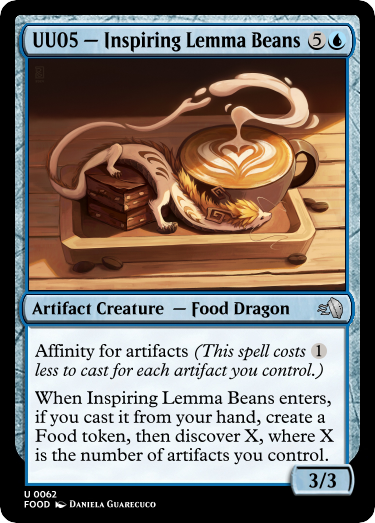 UU05 — Inspiring Lemma Beans 5
Artifact Creature — Food Dragon
Affinity for artifacts (This spell costs 1
less to cast for each artifact you control.)
When Inspiring Lemma Beans enters,
if you cast it from your hand, create a
Food token, then discover X, where X
is the number of artifacts you control.
3/3
U 0062
FOOD Daniela Guarecuco